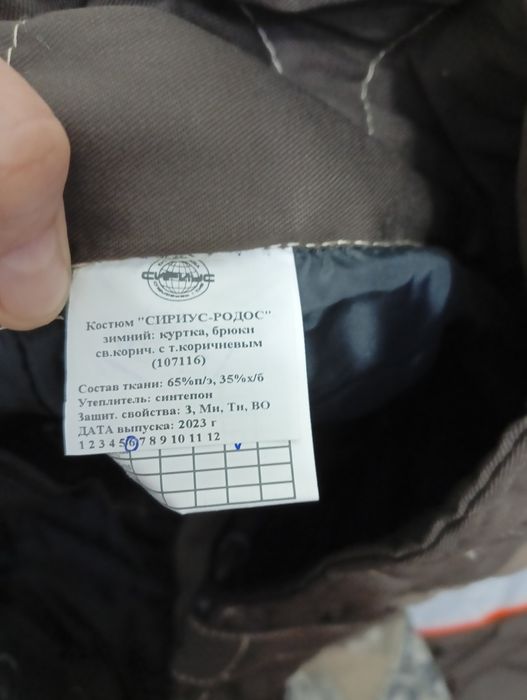 СИРИУС
Костюм "СИРИУС-РОДОС"
зимний: куртка, брюки
св.корич. с т.коричневым
(107116)
Состав ткани: 65%п/э, 35%х/б
Утеплитель: синтепон
Защит. свойства: З, Ми, Тн, ВО
ДАТА выпуска: 2023 г
1 2 3 4 5 6 7 8 9 10 11 12